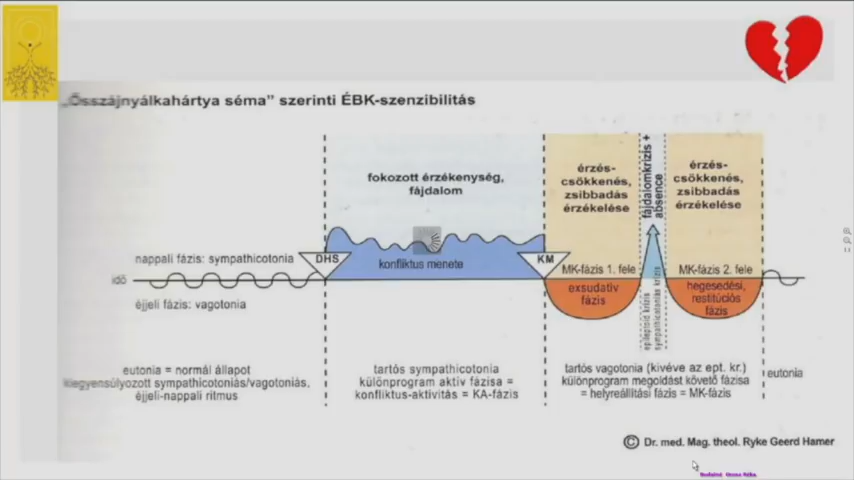 „Ősszájnyálkahártya séma” szerinti ÉBK-szenzibilitás
fokozott érzékenység,
fájdalom
érzés-
csökkenés,
zsibbadás
érzékelése
fájdalomkrízis +
absence
érzés-
csökkenés,
zsibbadás
érzékelése
nappali fázis: sympathicotonia
DHS
konfliktus menete
KM
MK-fázis 1. fele
MK-fázis 2. fele
idő
exsudatív
fázis
epileptoid krízis
sympathicotoniás krízis
hegesedési,
restitúciós
fázis
éjjeli fázis: vagotonia
eutonia = normál állapot
kiegyensúlyozott sympathicotoniás/vagotoniás,
éjjeli-nappali ritmus
tartós sympathicotonia
különprogram aktív fázisa =
konfliktus-aktivitás = KA-fázis
tartós vagotonia (kivéve az ept. kr.)
különprogram megoldást követő fázisa
= helyreállítási fázis = MK-fázis
eutonia
© Dr. med. Mag. theol. Ryke Geerd Hamer